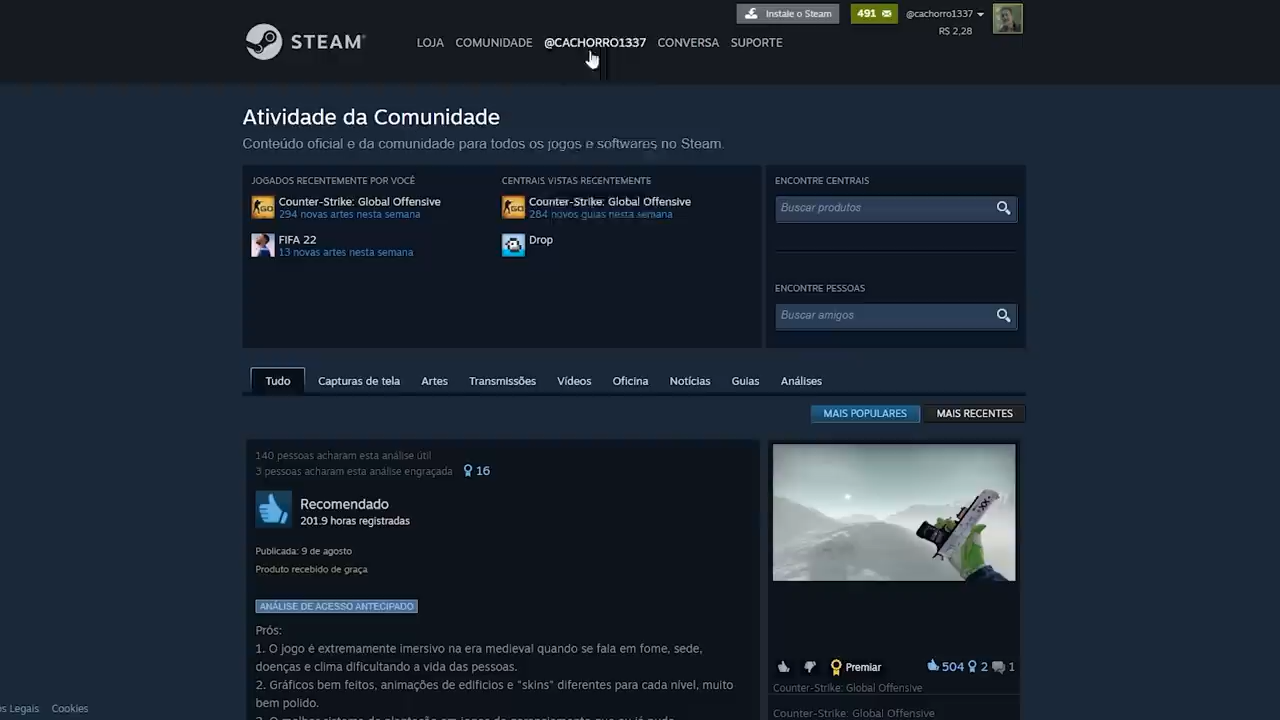 Instale o Steam
491
@cachorro1337
R$ 2,28
STEAM
LOJA COMUNIDADE @CACHORRO1337 CONVERSA SUPORTE
Atividade da Comunidade
Conteúdo oficial e da comunidade para todos os jogos e softwares no Steam.
JOGADOS RECENTEMENTE POR VOCÊ
Counter-Strike: Global Offensive
294 novas artes nesta semana
FIFA 22
13 novas artes nesta semana
CENTRAIS VISTAS RECENTEMENTE
Counter-Strike: Global Offensive
284 novos guias nesta semana
Drop
ENCONTRE CENTRAIS
Buscar produtos
ENCONTRE PESSOAS
Buscar amigos
Tudo Capturas de tela Artes Transmissões Vídeos Oficina Notícias Guias Análises
MAIS POPULARES MAIS RECENTES
140 pessoas acharam esta análise útil
3 pessoas acharam esta análise engraçada 16
Recomendado
201.9 horas registradas
Publicada: 9 de agosto
Produto recebido de graça
ANÁLISE DE ACESSO ANTECIPADO
Prós:
1. O jogo é extremamente imersivo na era medieval quando se fala em fome, sede,
doenças e clima dificultando a vida das pessoas.
2. Gráficos bem feitos, animações de edifícios e "skins" diferentes para cada nível, muito
bem polido.
Premiar
504 2 1
Counter-Strike: Global Offensive
Counter-Strike: Global Offensive
Legais Cookies